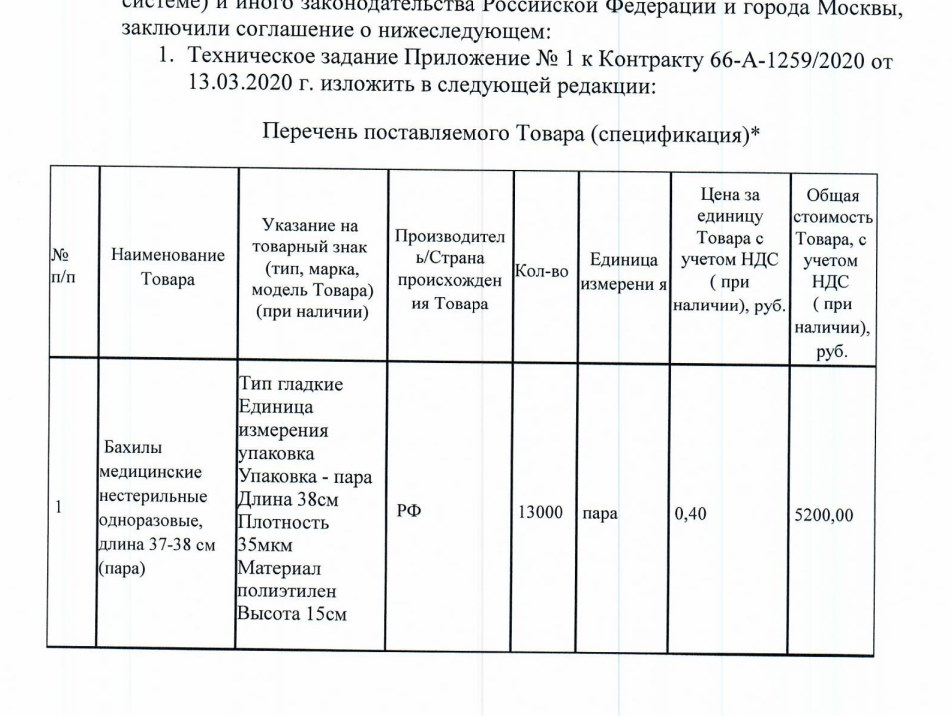 системе) и иного законодательства Российской Федерации и города Москвы,
заключили соглашение о нижеследующем:
1. Техническое задание Приложение № 1 к Контракту 66-А-1259/2020 от
13.03.2020 г. изложить в следующей редакции:
Перечень поставляемого Товара (спецификация)*
№
п/п
Наименование
Товара
Указание на
товарный знак
(тип, марка,
модель Товара)
(при наличии)
Производител
ь/Страна
происхожден
ия Товара
Кол-во
Единица
измерени я
Цена за
единицу
Товара с
учетом НДС
( при
наличии), руб.
Общая
стоимость
Товара, с
учетом
НДС
( при
наличии),
руб.
1
Бахилы
медицинские
нестерильные
одноразовые,
длина 37-38 см
(пара)
Тип гладкие
Единица
измерения
упаковка
Упаковка - пара
Длина 38см
Плотность
35мкм
Материал
полиэтилен
Высота 15см
РФ
13000
пара
0,40
5200,00